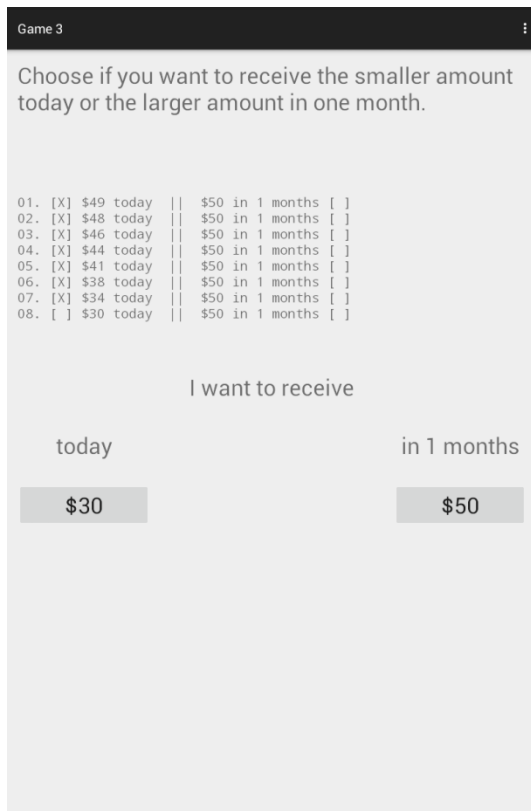 Game 3
Choose if you want to receive the smaller amount
today or the larger amount in one month.
01. [X] $49 today  ||  $50 in 1 months [ ]
02. [X] $48 today  ||  $50 in 1 months [ ]
03. [X] $46 today  ||  $50 in 1 months [ ]
04. [X] $44 today  ||  $50 in 1 months [ ]
05. [X] $41 today  ||  $50 in 1 months [ ]
06. [X] $38 today  ||  $50 in 1 months [ ]
07. [X] $34 today  ||  $50 in 1 months [ ]
08. [ ] $30 today  ||  $50 in 1 months [ ]
I want to receive
today in 1 months
$30 $50